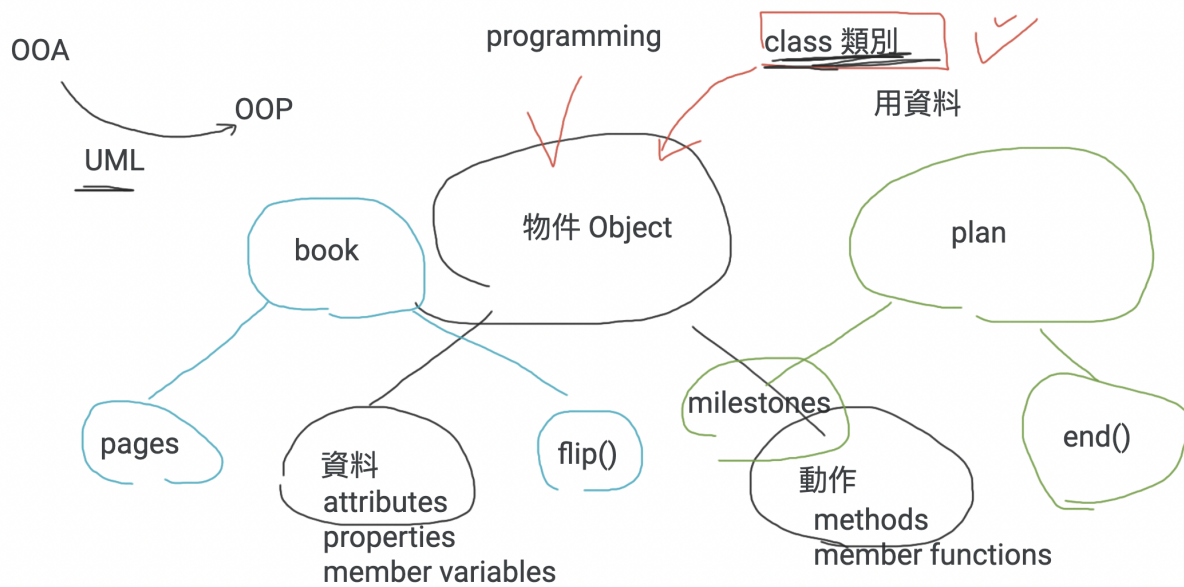 OOA
OOP
UML
programming
class 類別
用資料
book
物件 Object
plan
pages
資料
attributes
properties
member variables
flip()
milestones
動作
methods
member functions
end()